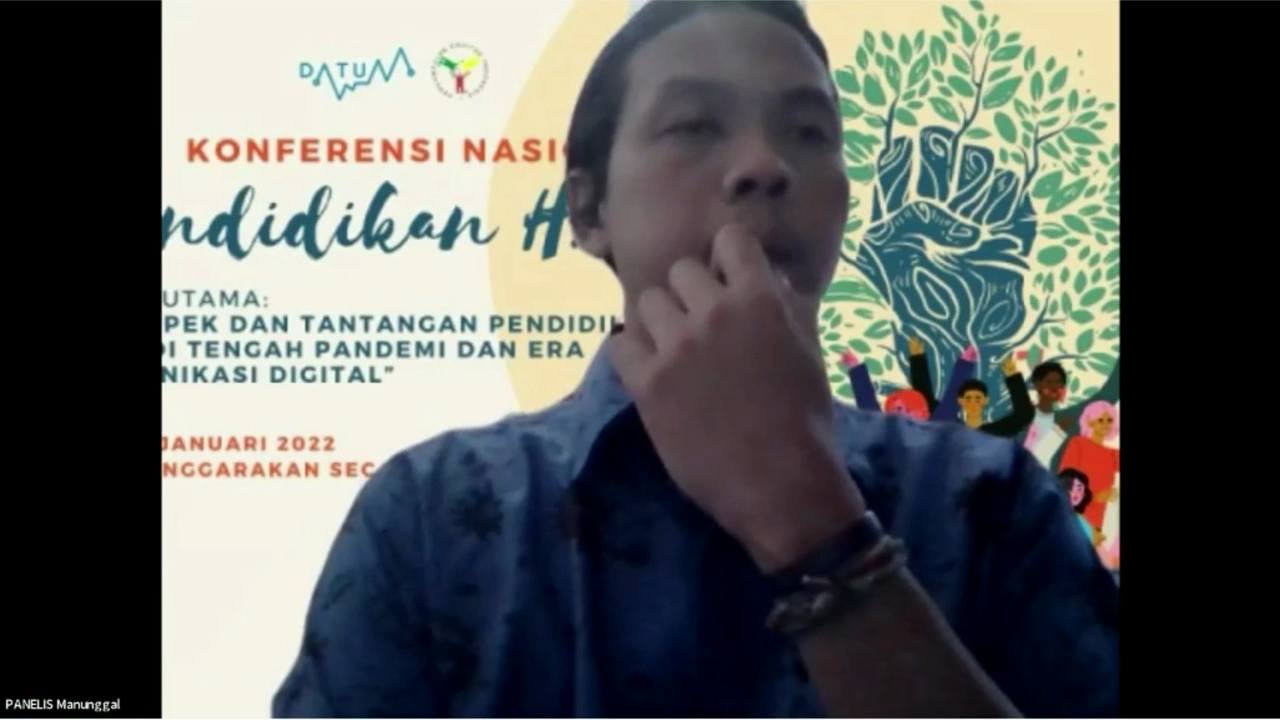 DATUM
KONFERENSI NASI
ndidikan H
UTAMA:
PEK DAN TANTANGAN PENDIDI
DI TENGAH PANDEMI DAN ERA
NIKASI DIGITAL"
JANUARI 2022
NGGARAKAN SEC
PANELIS Manunggal